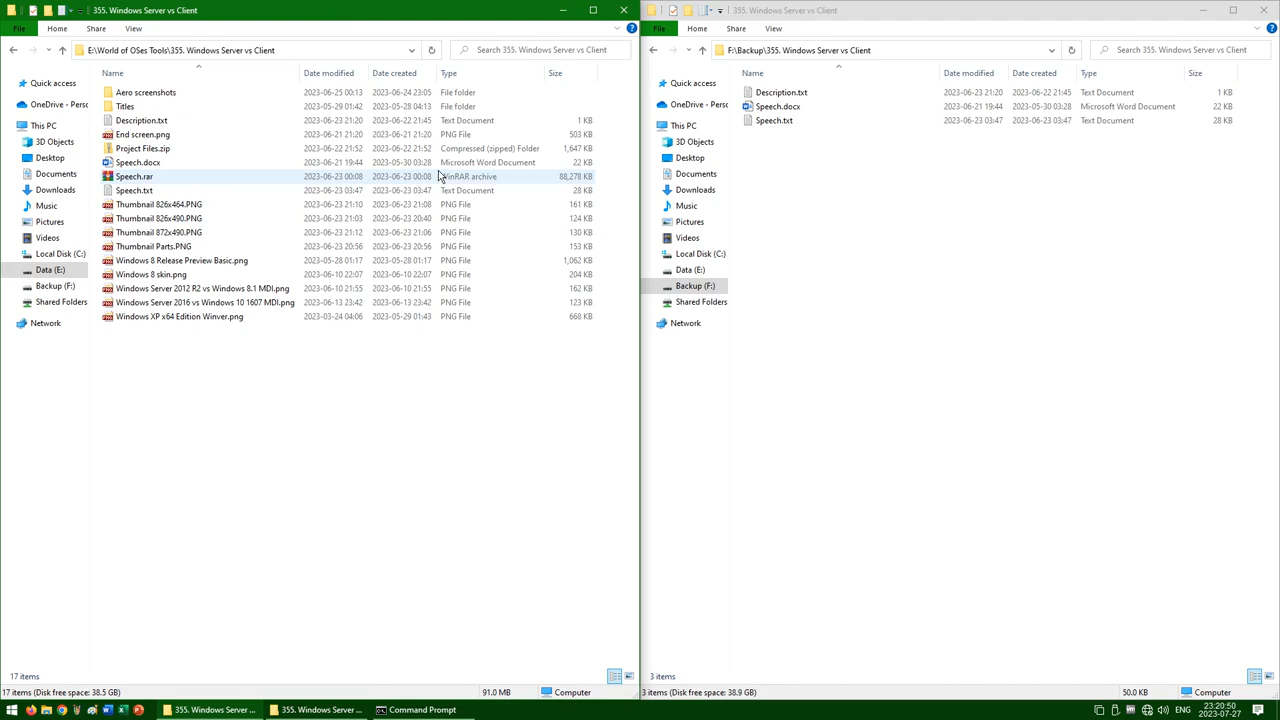 355. Windows Server vs Client
File Home Share View
E:\World of OSes Tools\355. Windows Server vs Client
Search 355. Windows Server vs Client
Name Date modified Date created Type Size
Quick access
OneDrive - Perso
This PC
3D Objects
Desktop
Documents
Downloads
Music
Pictures
Videos
Local Disk (C:)
Data (E:)
Backup (F:)
Shared Folders
Network
Aero screenshots 2023-06-25 00:13 2023-06-24 23:05 File folder
Titles 2023-05-29 01:42 2023-05-28 04:13 File folder
Description.txt 2023-06-23 21:20 2023-06-22 21:45 Text Document 1 KB
End screen.png 2023-06-21 21:20 2023-06-21 21:20 PNG File 503 KB
Project Files.zip 2023-06-22 21:52 2023-06-22 21:52 Compressed (zipped) Folder 1,647 KB
Speech.docx 2023-06-21 19:44 2023-05-30 03:28 Microsoft Word Document 22 KB
Speech.rar 2023-06-23 00:08 2023-06-23 00:08 WinRAR archive 88,278 KB
Speech.txt 2023-06-23 03:47 2023-06-23 03:47 Text Document 28 KB
Thumbnail 826x464.PNG 2023-06-23 21:10 2023-06-23 21:08 PNG File 161 KB
Thumbnail 826x490.PNG 2023-06-23 21:03 2023-06-23 20:40 PNG File 124 KB
Thumbnail 872x490.PNG 2023-06-23 21:12 2023-06-23 21:06 PNG File 130 KB
Thumbnail Parts.PNG 2023-06-23 20:56 2023-06-23 20:56 PNG File 153 KB
Windows 8 Release Preview Basic.png 2023-05-28 01:17 2023-05-28 01:17 PNG File 1,062 KB
Windows 8 skin.png 2023-06-10 22:07 2023-06-10 22:07 PNG File 204 KB
Windows Server 2012 R2 vs Windows 8.1 MDI.png 2023-06-10 21:55 2023-06-10 21:55 PNG File 162 KB
Windows Server 2016 vs Windows 10 1607 MDI.png 2023-06-13 23:42 2023-06-13 23:42 PNG File 123 KB
Windows XP x64 Edition Winver.png 2023-03-24 04:06 2023-05-29 01:43 PNG File 668 KB
17 items
17 items (Disk free space: 38.5 GB) 91.0 MB Computer
355. Windows Server vs Client
File Home Share View
F:\Backup\355. Windows Server vs Client
Search 355. Windows Server vs Client
Name Date modified Date created Type Size
Quick access
OneDrive - Perso
This PC
3D Objects
Desktop
Documents
Downloads
Music
Pictures
Videos
Local Disk (C:)
Data (E:)
Backup (F:)
Shared Folders
Network
Description.txt 2023-06-23 21:20 2023-06-22 21:45 Text Document 1 KB
Speech.docx 2023-06-21 19:44 2023-05-30 03:28 Microsoft Word Document 22 KB
Speech.txt 2023-06-23 03:47 2023-06-23 03:47 Text Document 28 KB
3 items
3 items (Disk free space: 38.9 GB) 50.0 KB Computer
355. Windows Server ... 355. Windows Server ... Command Prompt ENG 23:20:50
2023-07-27